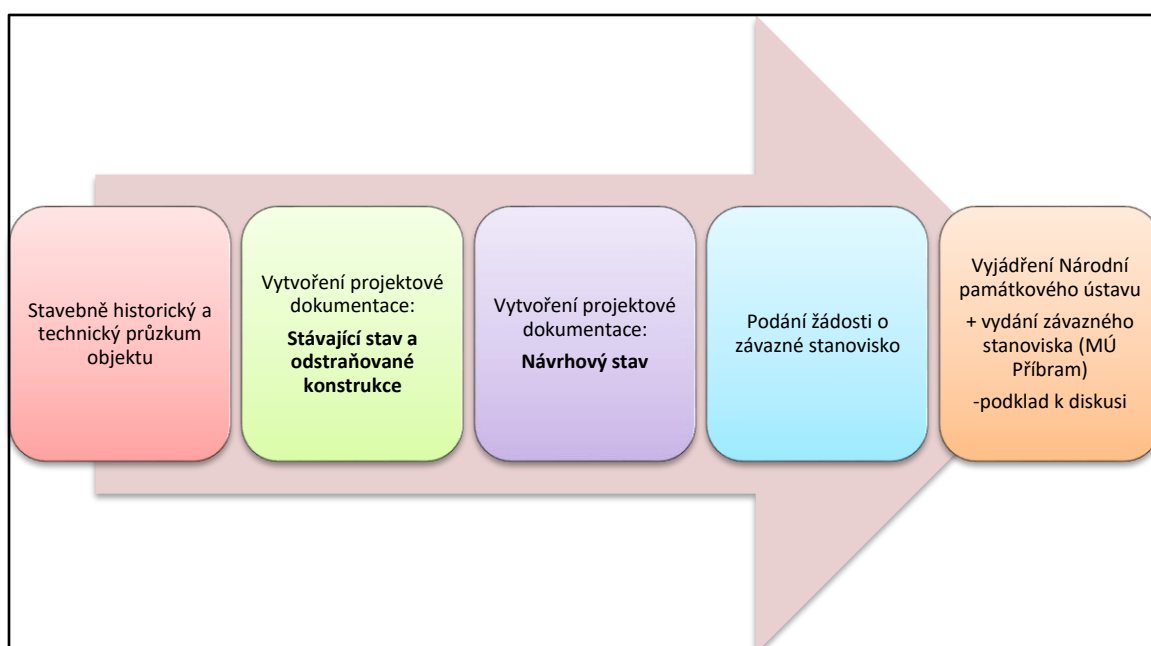 Stavebně historický a
technický průzkum
objektu
Vytvoření projektové
dokumentace:
Stávající stav a
odstraňované
konstrukce
Vytvoření projektové
dokumentace:
Návrhový stav
Podání žádosti o
závazné stanovisko
Vyjádření Národní
památkového ústavu
+ vydání závazného
stanoviska (MÚ
Příbram)
-podklad k diskusi